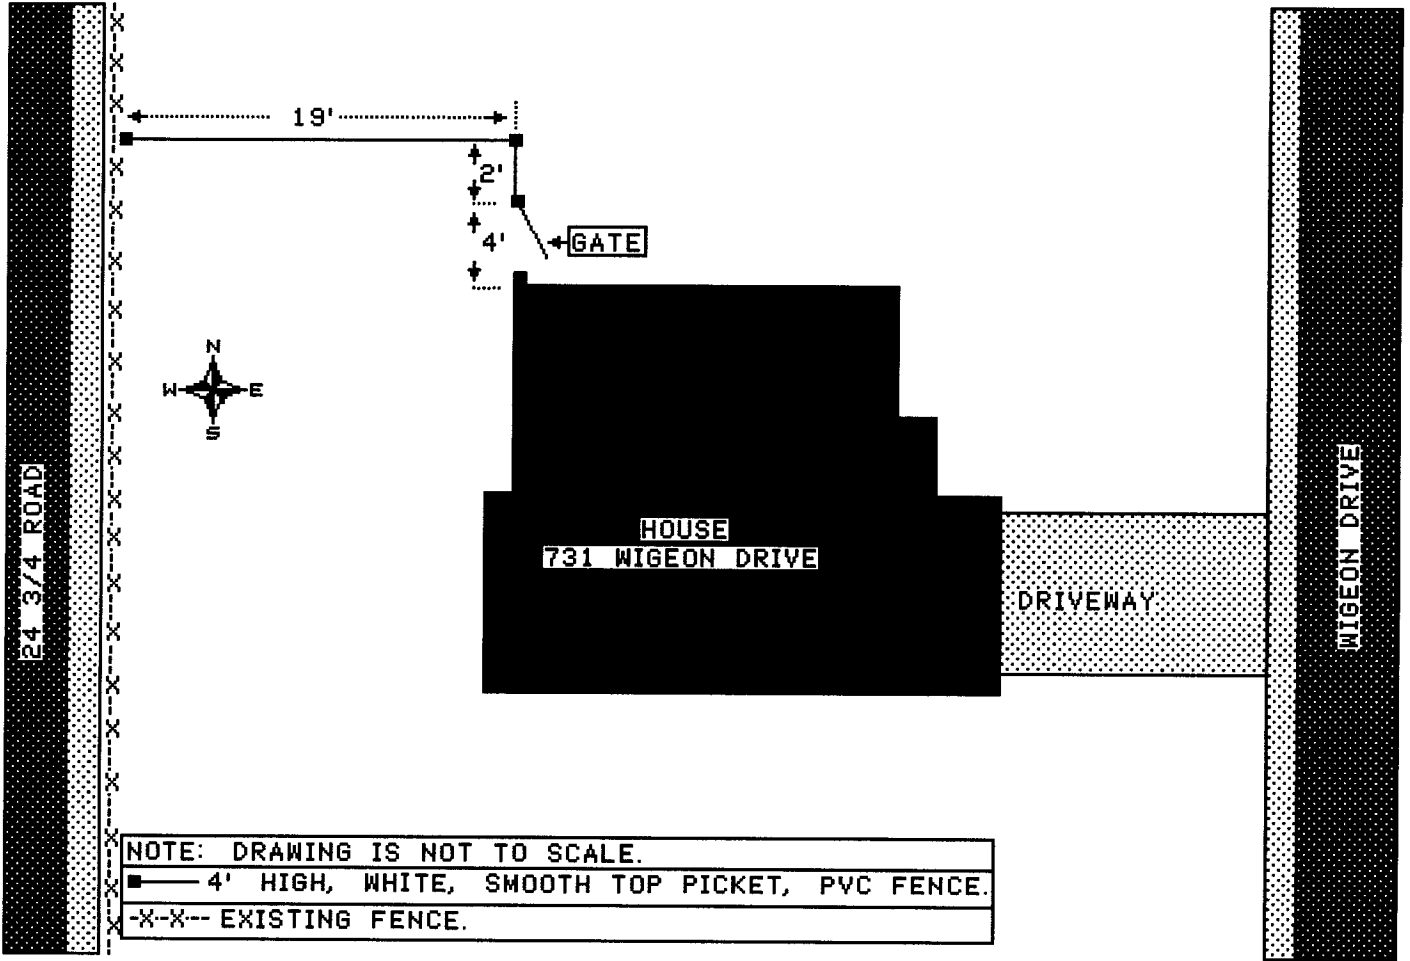 19'
2'
4'
GATE
N
W E
S
24 3/4 ROAD
HOUSE
731 WIGEON DRIVE
DRIVEWAY
WIGEON DRIVE
NOTE: DRAWING IS NOT TO SCALE.
4' HIGH, WHITE, SMOOTH TOP PICKET, PVC FENCE.
-X-X--- EXISTING FENCE.